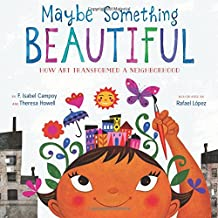 Maybe Something
BEAUTIFUL
HOW ART TRANSFORMED A NEIGHBORHOOD
BY F. Isabel Campoy
AND Theresa Howell
Rafael López